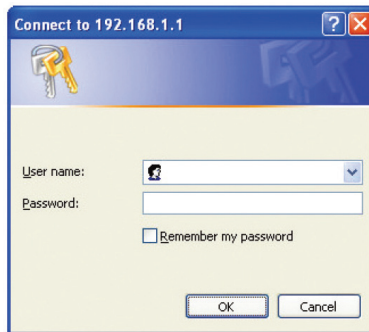 Connect to 192.168.1.1
User name:
Password:
Remember my password
OK Cancel